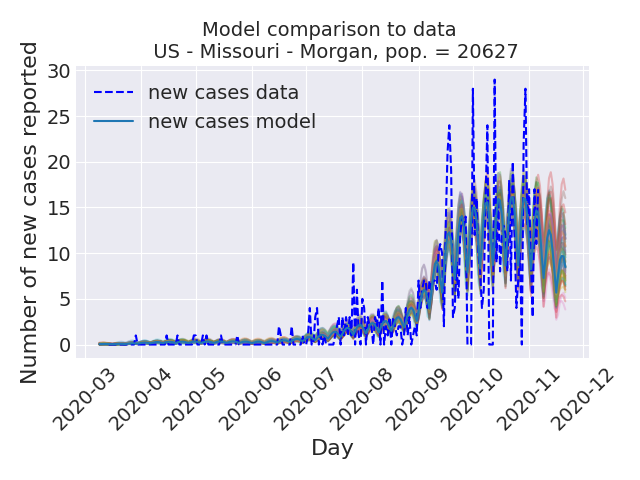 Model comparison to data
US - Missouri - Morgan, pop. = 20627
Number of new cases reported
30
25
20
15
10
5
0
new cases data
new cases model
2020-03
2020-04
2020-05
2020-06
2020-07
2020-08
2020-09
2020-10
2020-11
2020-12
Day